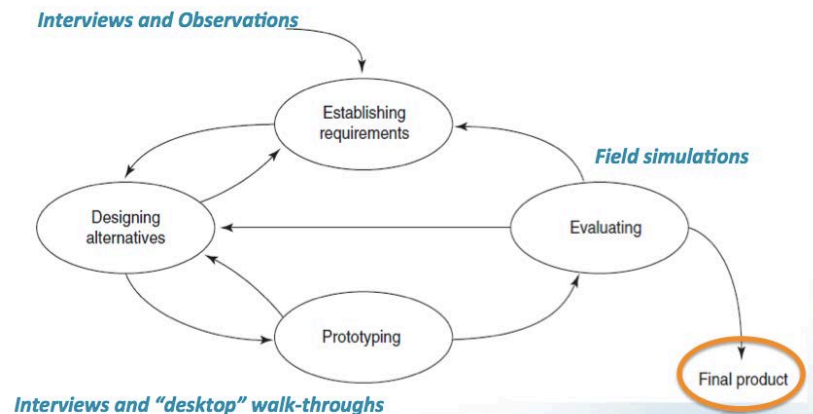 Interviews and Observations
Establishing
requirements
Field simulations
Designing
alternatives
Evaluating
Prototyping
Final product
Interviews and “desktop” walk-throughs